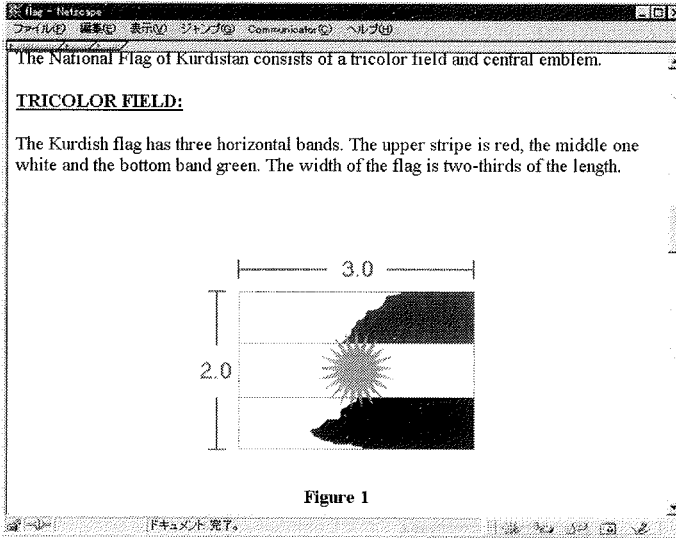 flag - Netscape
ファイル(F) 編集(E) 表示(V) ジャンプ(G) Communicator(C) ヘルプ(H)
The National Flag of Kurdistan consists of a tricolor field and central emblem.
TRICOLOR FIELD:
The Kurdish flag has three horizontal bands. The upper stripe is red, the middle one
white and the bottom band green. The width of the flag is two-thirds of the length.
3.0
2.0
Figure 1
ドキュメント完了。